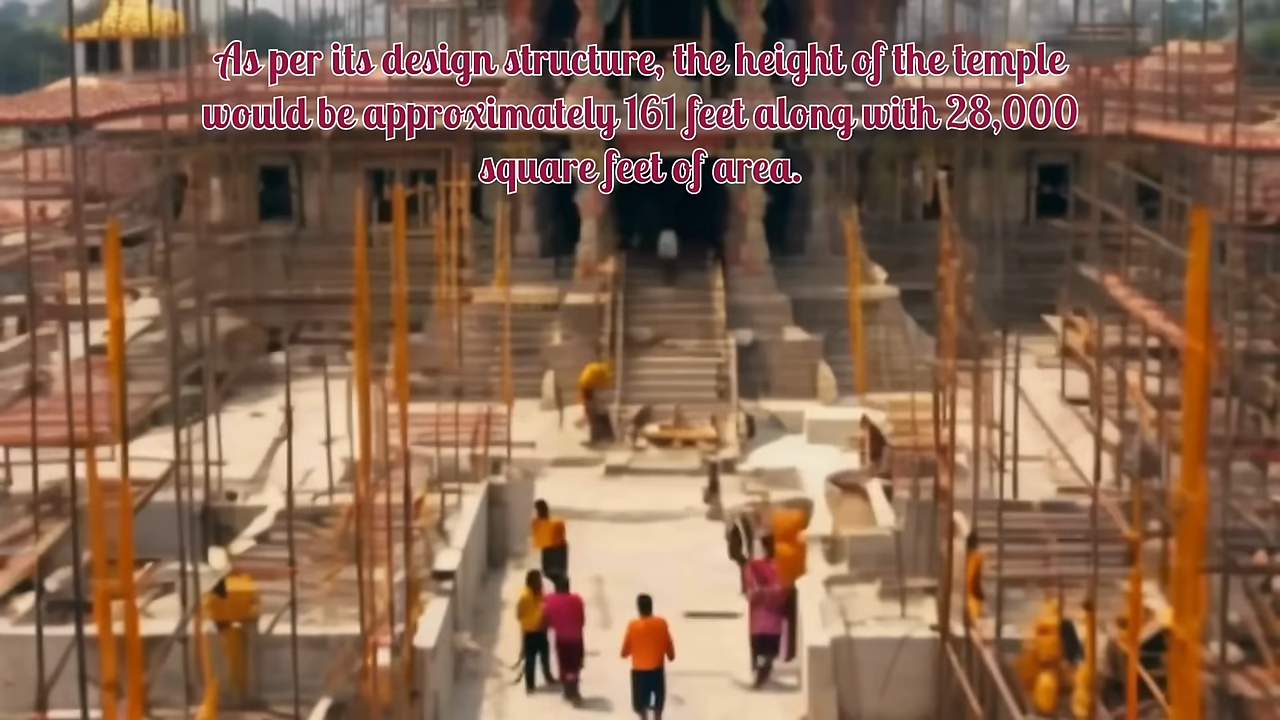 As per its design structure, the height of the temple
would be approximately 161 feet along with 28,000
square feet of area.